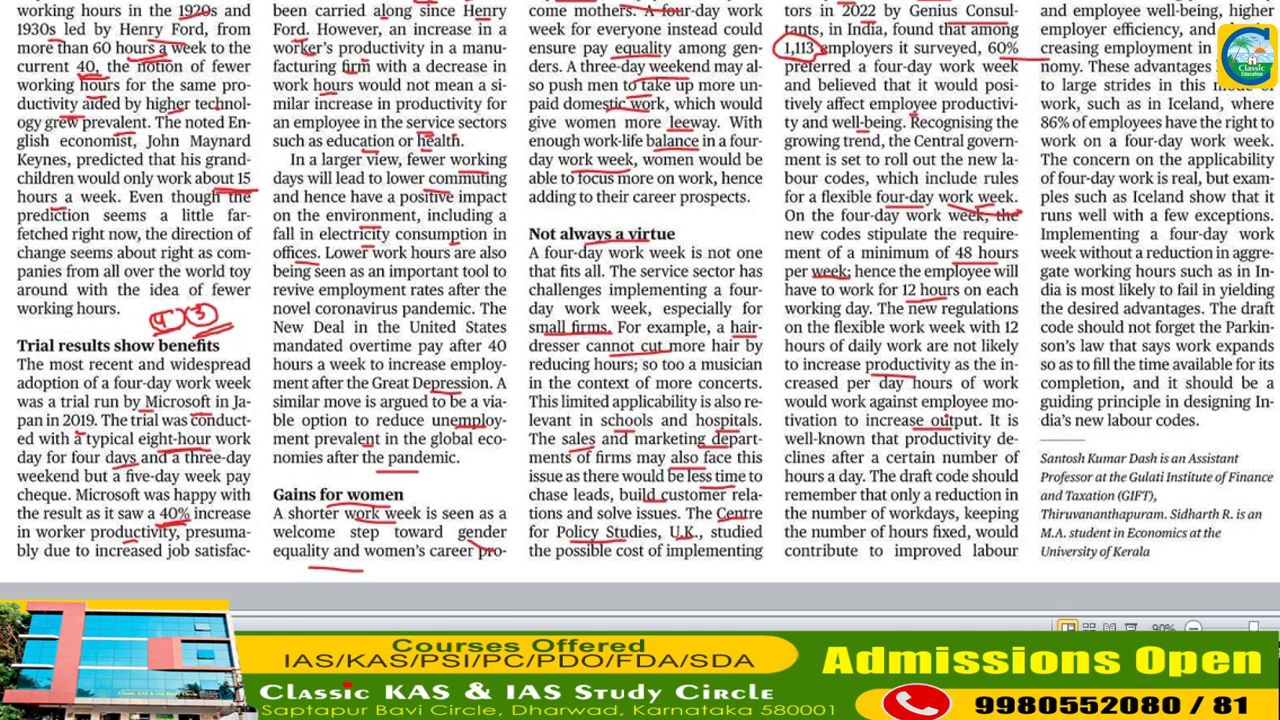 working hours in the 1920s and
1930s led by Henry Ford, from
more than 60 hours a week to the
current 40, the notion of fewer
working hours for the same pro-
ductivity aided by higher technol-
ogy grew prevalent. The noted En-
glish economist, John Maynard
Keynes, predicted that his grand-
children would only work about 15
hours a week. Even though the
prediction seems a little far-
fetched right now, the direction of
change seems about right as com-
panies from all over the world toy
around with the idea of fewer
working hours.
4 3
Trial results show benefits
The most recent and widespread
adoption of a four-day work week
was a trial run by Microsoft in Ja-
pan in 2019. The trial was conduct-
ed with a typical eight-hour work
day for four days and a three-day
weekend but a five-day week pay
cheque. Microsoft was happy with
the result as it saw a 40% increase
in worker productivity, presuma-
bly due to increased job satisfac-
been carried along since Henry
Ford. However, an increase in a
worker's productivity in a manu-
facturing firm with a decrease in
work hours would not mean a si-
milar increase in productivity for
an employee in the service sectors
such as education or health.
In a larger view, fewer working
days will lead to lower commuting
and hence have a positive impact
on the environment, including a
fall in electricity consumption in
offices. Lower work hours are also
being seen as an important tool to
revive employment rates after the
novel coronavirus pandemic. The
New Deal in the United States
mandated overtime pay after 40
hours a week to increase employ-
ment after the Great Depression. A
similar move is argued to be a via-
ble option to reduce unemploy-
ment prevalent in the global eco-
nomies after the pandemic.
Gains for women
A shorter work week is seen as a
welcome step toward gender
equality and women's career pro-
come mothers. A four-day work
week for everyone instead could
ensure pay equality among gen-
ders. A three-day weekend may al-
so push men to take up more un-
paid domestic work, which would
give women more leeway. With
enough work-life balance in a four-
day work week, women would be
able to focus more on work, hence
adding to their career prospects.
Not always a virtue
A four-day work week is not one
that fits all. The service sector has
challenges implementing a four-
day work week, especially for
small firms. For example, a hair-
dresser cannot cut more hair by
reducing hours; so too a musician
in the context of more concerts.
This limited applicability is also re-
levant in schools and hospitals.
The sales and marketing depart-
ments of firms may also face this
issue as there would be less time to
chase leads, build customer rela-
tions and solve issues. The Centre
for Policy Studies, U.K., studied
the possible cost of implementing
tors in 2022 by Genius Consul-
tants, in India, found that among
1,113 employers it surveyed, 60%
preferred a four-day work week
and believed that it would posi-
tively affect employee productivi-
ty and well-being. Recognising the
growing trend, the Central govern-
ment is set to roll out the new la-
bour codes, which include rules
for a flexible four-day work week.
On the four-day work week, the
new codes stipulate the require-
ment of a minimum of 48 hours
per week; hence the employee will
have to work for 12 hours on each
working day. The new regulations
on the flexible work week with 12
hours of daily work are not likely
to increase productivity as the in-
creased per day hours of work
would work against employee mo-
tivation to increase output. It is
well-known that productivity de-
clines after a certain number of
hours a day. The draft code should
remember that only a reduction in
the number of workdays, keeping
the number of hours fixed, would
contribute to improved labour
and employee well-being, higher
employer efficiency, and
creasing employment in
nomy. These advantages
to large strides in this mode of
work, such as in Iceland, where
86% of employees have the right to
work on a four-day work week.
The concern on the applicability
of four-day work is real, but exam-
ples such as Iceland show that it
runs well with a few exceptions.
Implementing a four-day work
week without a reduction in aggre-
gate working hours such as in In-
dia is most likely to fail in yielding
the desired advantages. The draft
code should not forget the Parkin-
son's law that says work expands
so as to fill the time available for its
completion, and it should be a
guiding principle in designing In-
dia's new labour codes.
Santosh Kumar Dash is an Assistant
Professor at the Gulati Institute of Finance
and Taxation (GIFT),
Thiruvananthapuram. Sidharth R. is an
M.A. student in Economics at the
University of Kerala
Classic
Education
90%
Courses Offered
IAS/KAS/PSI/PC/PDO/FDA/SDA
Classic KAS & IAS Study Circle
Saptapur Bavi Circle, Dharwad, Karnataka 580001
Admissions Open
9980552080 / 81